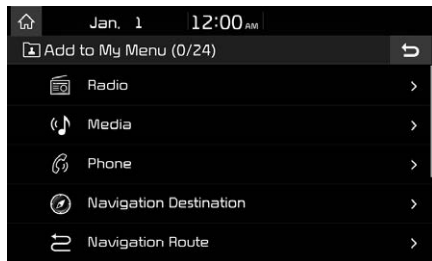 Jan. 1 12:00 AM
Add to My Menu (0/24)
Radio
Media
Phone
Navigation Destination
Navigation Route